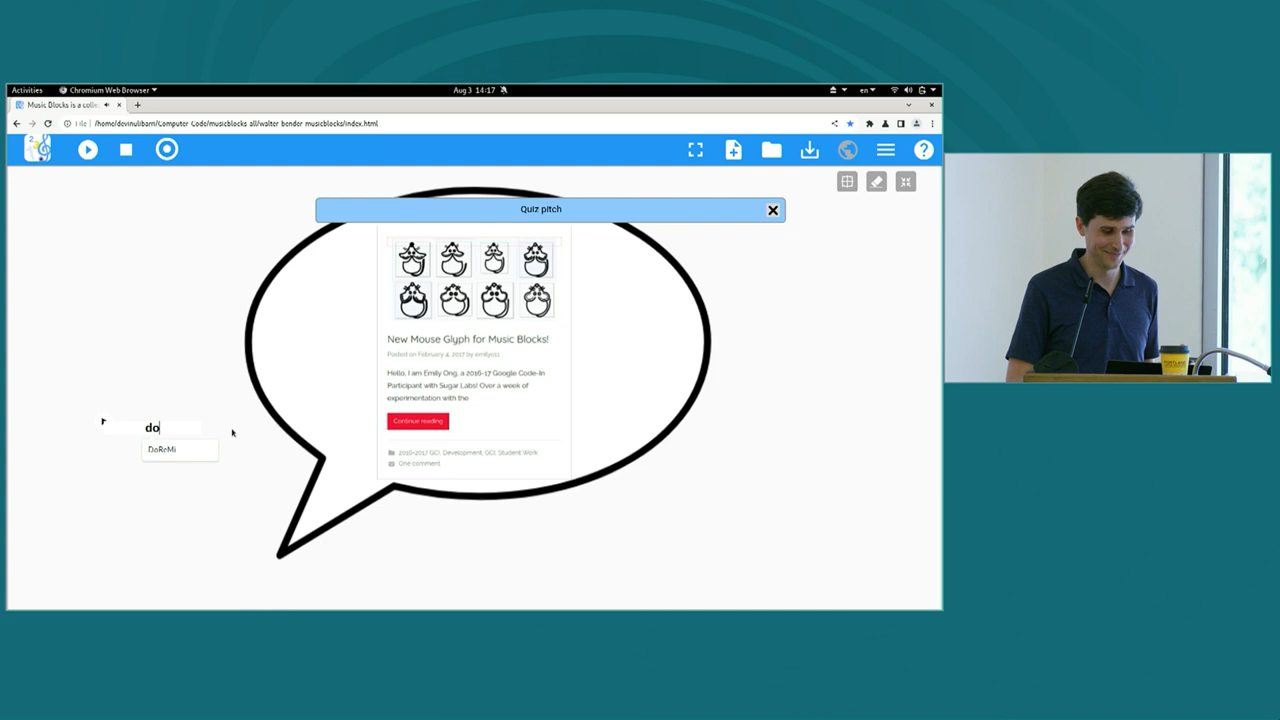 Activities
Chromium Web Browser
Aug 3 14:17
en
Music Blocks is a colle
/home/devinulibarri/Computer Code/musicblocks all/walter bender musicblocks/index.html
Quiz pitch
New Mouse Glyph for Music Blocks!
Posted on February 4, 2017 by emilyo11
Hello, I am Emily Ong, a 2016-17 Google Code-In
Participant with Sugar Labs! Over a week of
experimentation with the
Continue reading
do
DoReMi
2016-2017 GCI, Development, GCI, Student Work
One comment